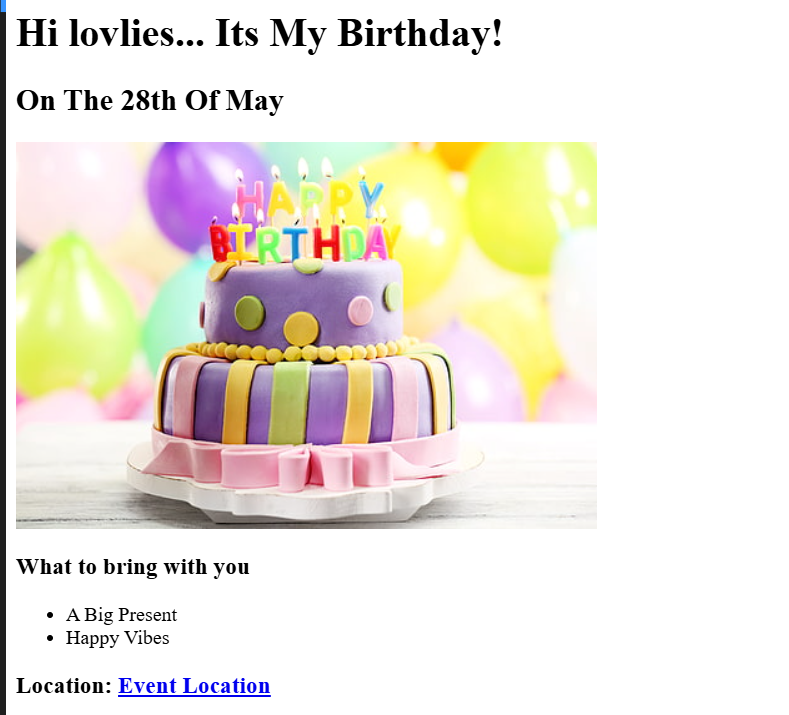 Hi lovlies... Its My Birthday!
On The 28th Of May
HAPPY
BIRTHDAY
What to bring with you
A Big Present
Happy Vibes
Location: Event Location